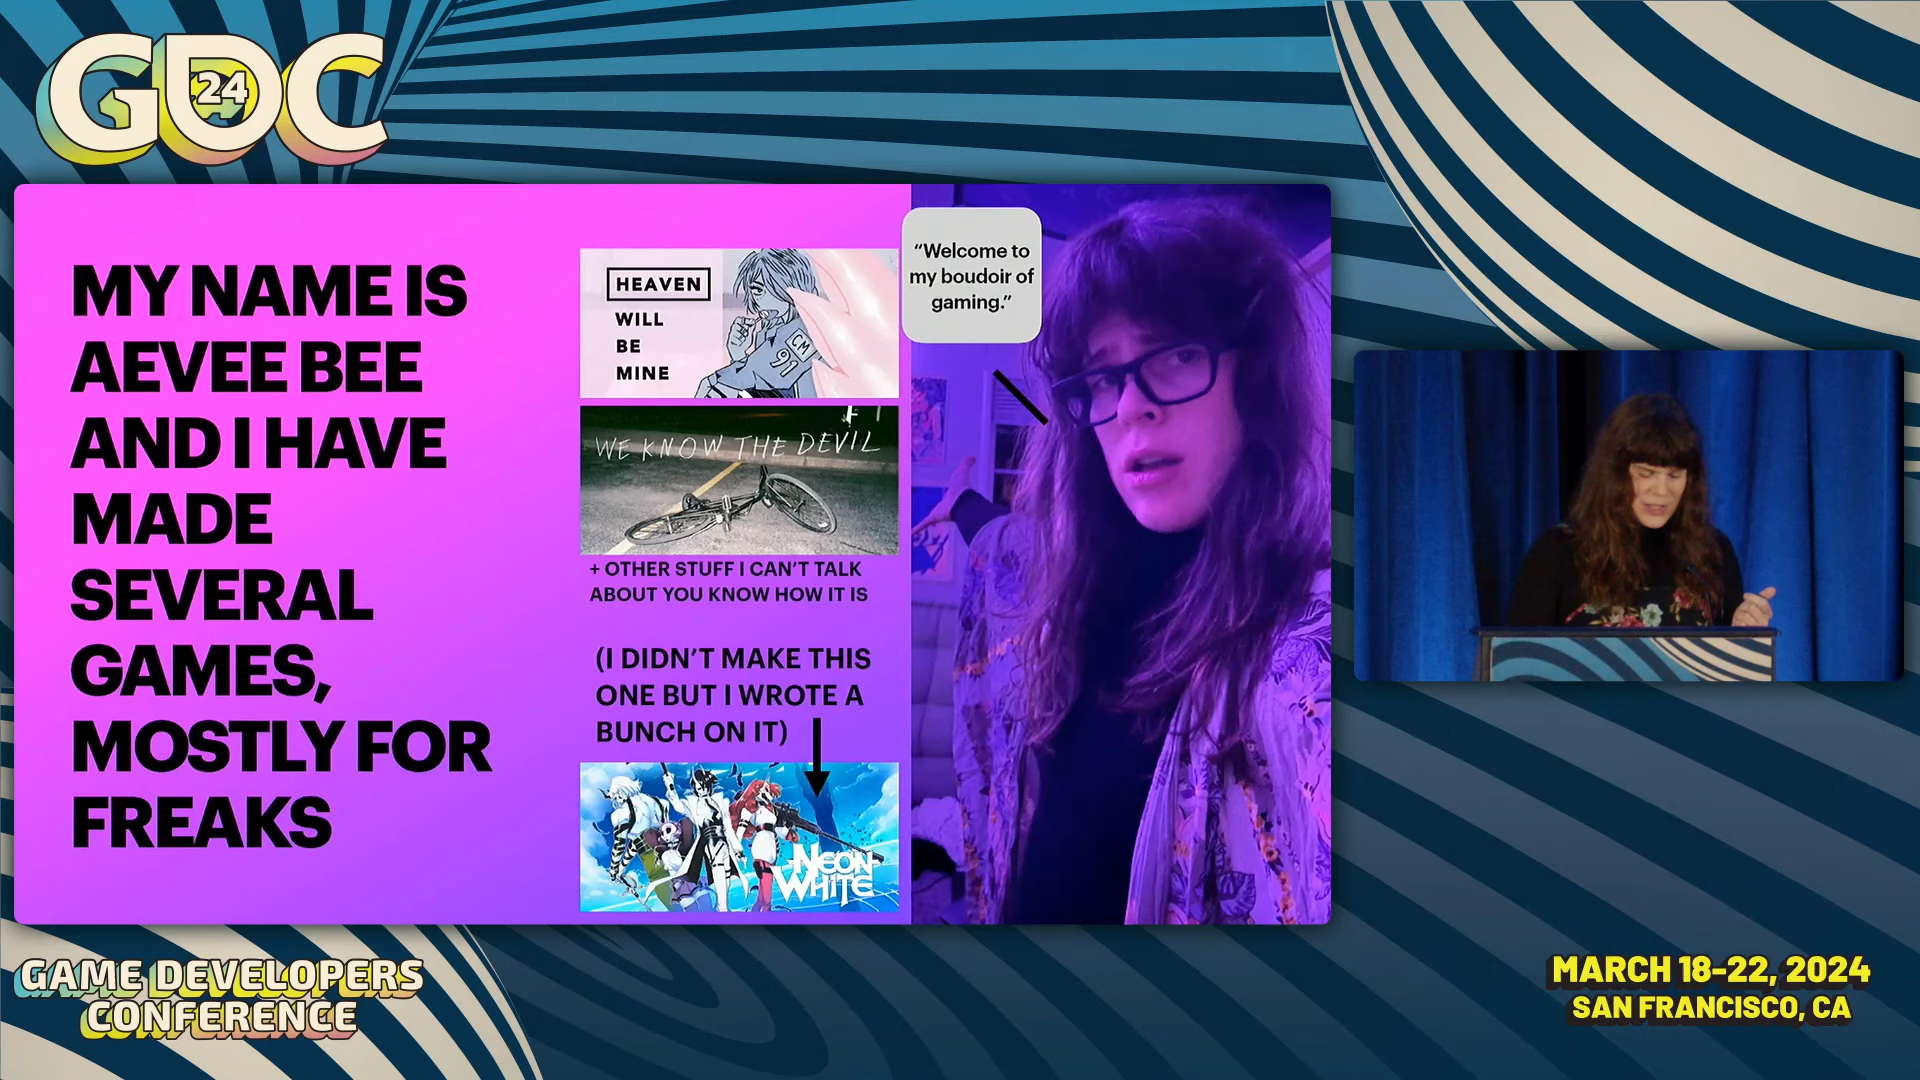 GDC
24
MY NAME IS
AEVEE BEE
AND I HAVE
MADE
SEVERAL
GAMES,
MOSTLY FOR
FREAKS
HEAVEN
WILL
BE
MINE
CM
91
WE KNOW THE DEVIL
+ OTHER STUFF I CAN’T TALK
ABOUT YOU KNOW HOW IT IS
(I DIDN’T MAKE THIS
ONE BUT I WROTE A
BUNCH ON IT)
NEON
WHITE
“Welcome to
my boudoir of
gaming.”
GAME DEVELOPERS
CONFERENCE
MARCH 18-22, 2024
SAN FRANCISCO, CA